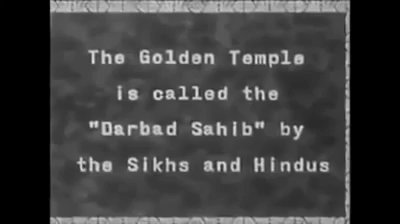 The Golden Temple
is called the
"Darbad Sahib" by
the Sikhs and Hindus